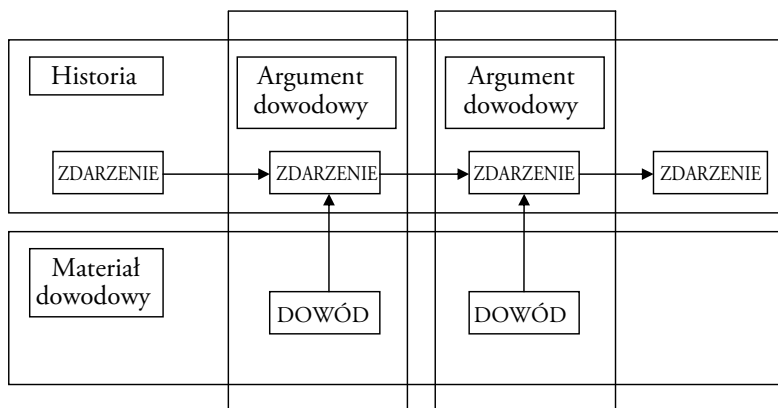 Historia
Argument
dowodowy
Argument
dowodowy
ZDARZENIE
ZDARZENIE
ZDARZENIE
ZDARZENIE
Materiał
dowodowy
DOWÓD
DOWÓD